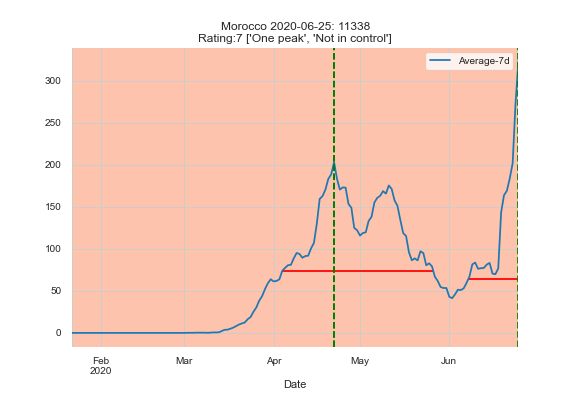 Morocco 2020-06-25: 11338
Rating:7 ['One peak', 'Not in control']
Average-7d
300
250
200
150
100
50
0
Feb
2020
Mar
Apr
May
Jun
Date